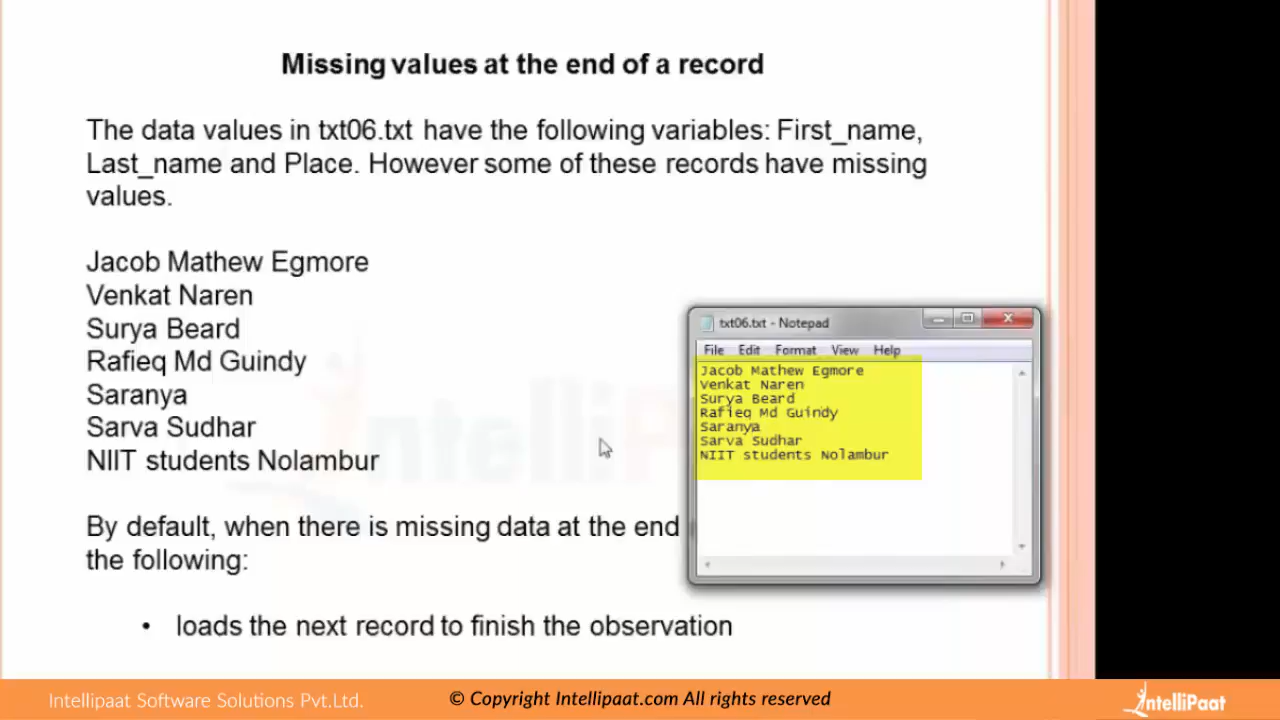 Missing values at the end of a record
The data values in txt06.txt have the following variables: First_name,
Last_name and Place. However some of these records have missing
values.
Jacob Mathew Egmore
Venkat Naren
Surya Beard
Rafieq Md Guindy
Saranya
Sarva Sudhar
NIIT students Nolambur
By default, when there is missing data at the end
the following:
• loads the next record to finish the observation
txt06.txt - Notepad
File Edit Format View Help
Jacob Mathew Egmore
Venkat Naren
Surya Beard
Rafieq Md Guindy
Saranya
Sarva Sudhar
NIIT students Nolambur
IntelliPaat
Intellipaat Software Solutions Pvt.Ltd.
© Copyright Intellipaat.com All rights reserved
IntelliPaat